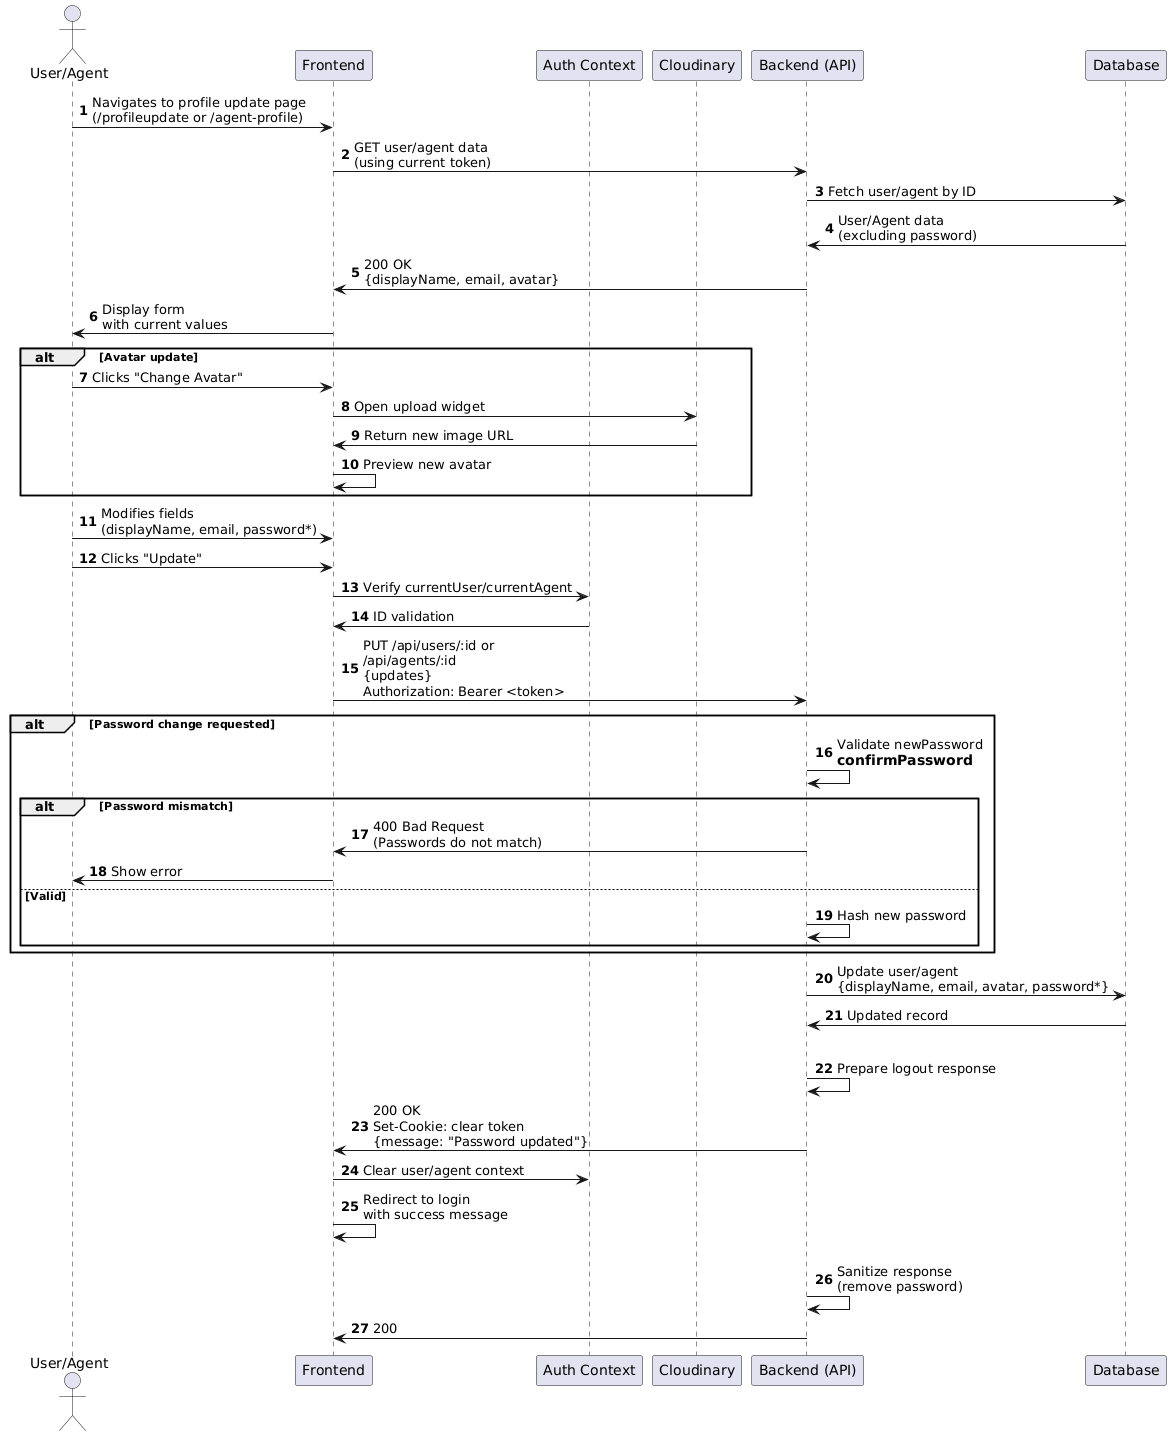 User/Agent
Frontend
Auth Context
Cloudinary
Backend (API)
Database
1 Navigates to profile update page
(/profileupdate or /agent-profile)
2 GET user/agent data
(using current token)
3 Fetch user/agent by ID
4 User/Agent data
(excluding password)
5 200 OK
{displayName, email, avatar}
6 Display form
with current values
alt [Avatar update]
7 Clicks "Change Avatar"
8 Open upload widget
9 Return new image URL
10 Preview new avatar
11 Modifies fields
(displayName, email, password*)
12 Clicks "Update"
13 Verify currentUser/currentAgent
14 ID validation
15 PUT /api/users/:id or
/api/agents/:id
{updates}
Authorization: Bearer <token>
alt [Password change requested]
16 Validate newPassword
confirmPassword
alt [Password mismatch]
17 400 Bad Request
(Passwords do not match)
18 Show error
[Valid]
19 Hash new password
20 Update user/agent
{displayName, email, avatar, password*}
21 Updated record
22 Prepare logout response
23 200 OK
Set-Cookie: clear token
{message: "Password updated"}
24 Clear user/agent context
25 Redirect to login
with success message
26 Sanitize response
(remove password)
27 200
User/Agent
Frontend
Auth Context
Cloudinary
Backend (API)
Database